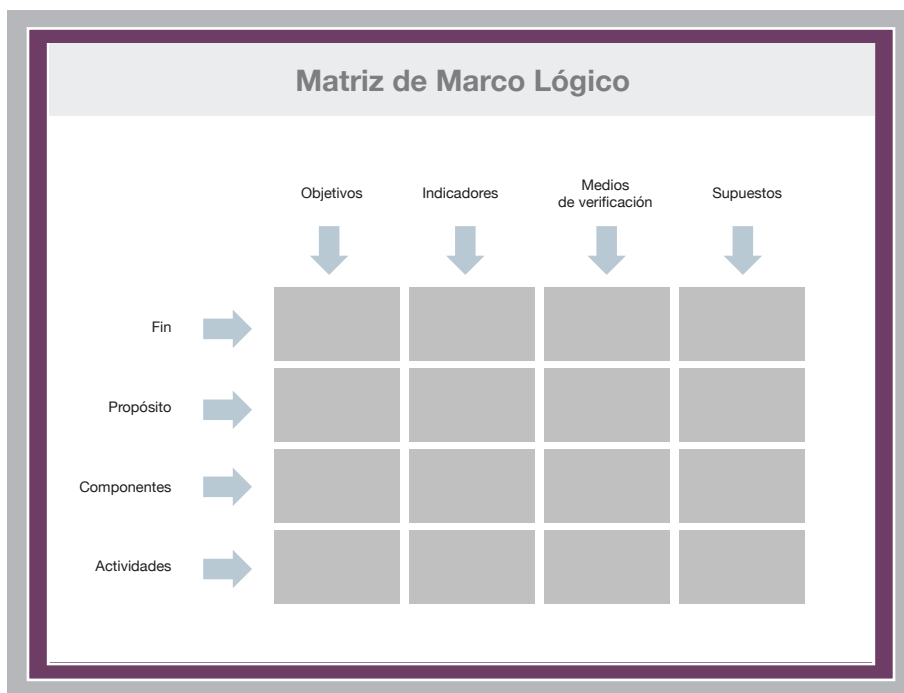 Matriz de Marco Lógico
Objetivos
Indicadores
Medios
de verificación
Supuestos
Fin
Propósito
Componentes
Actividades